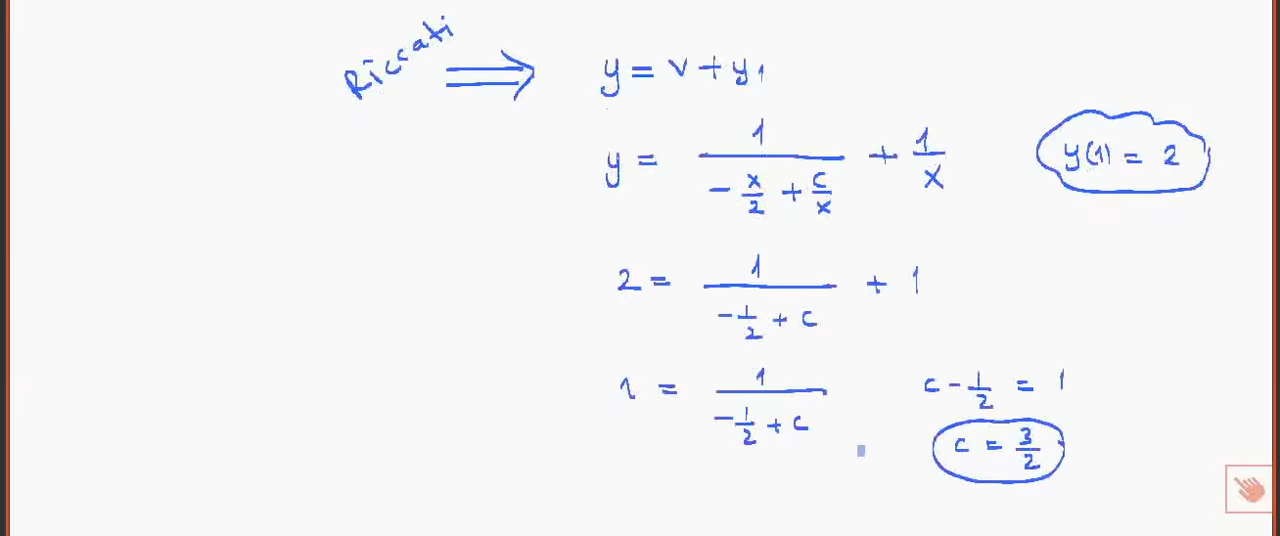 Riccati ⟹ y = v + y₁
y = 1/(-x/2 + c/x) + 1/x    y(1) = 2
2 = 1/(-1/2 + c) + 1
1 = 1/(-1/2 + c)    c - 1/2 = 1
c = 3/2